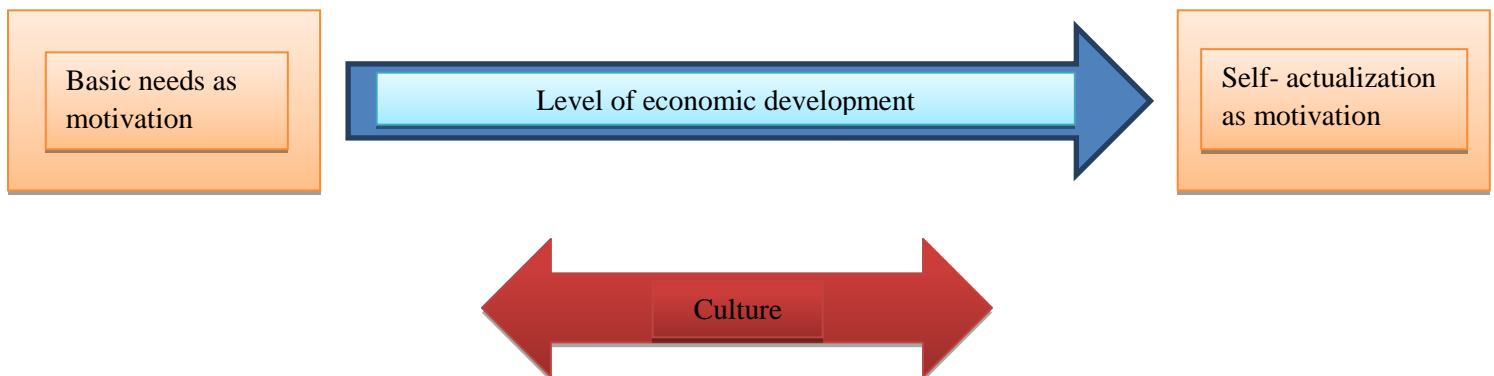 Basic needs as
motivation
Level of economic development
Self- actualization
as motivation
Culture